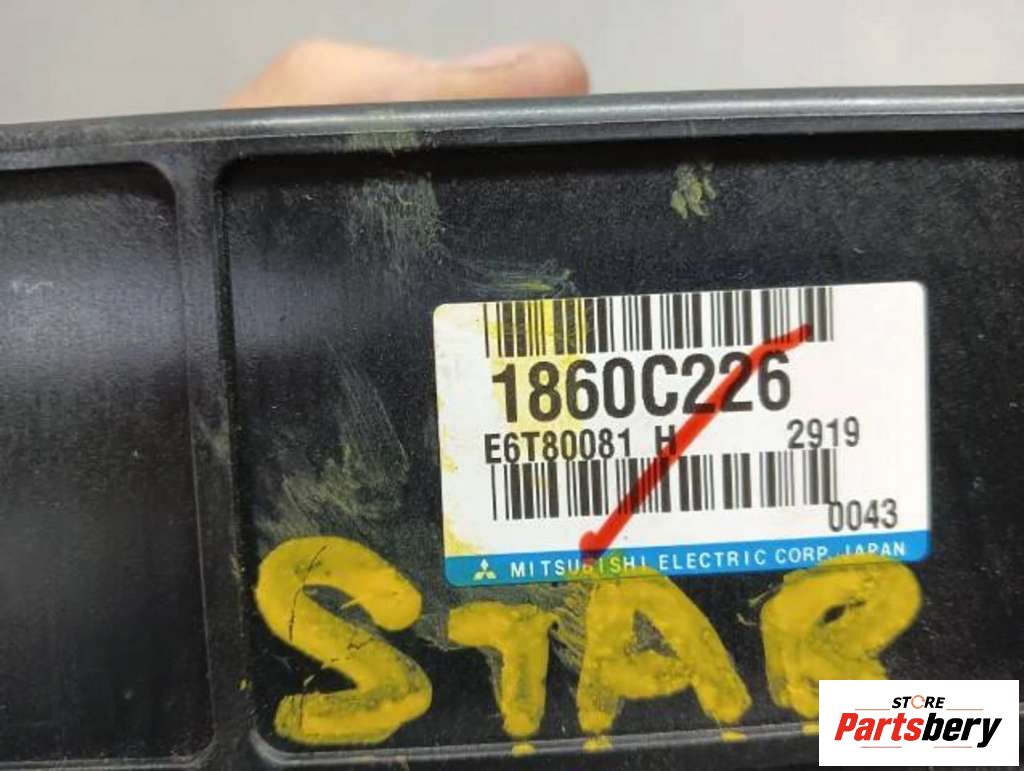 1860C226
E6T80081 H 2919
0043
MITSUBISHI ELECTRIC CORP. JAPAN
STAR
STORE
Partsbery